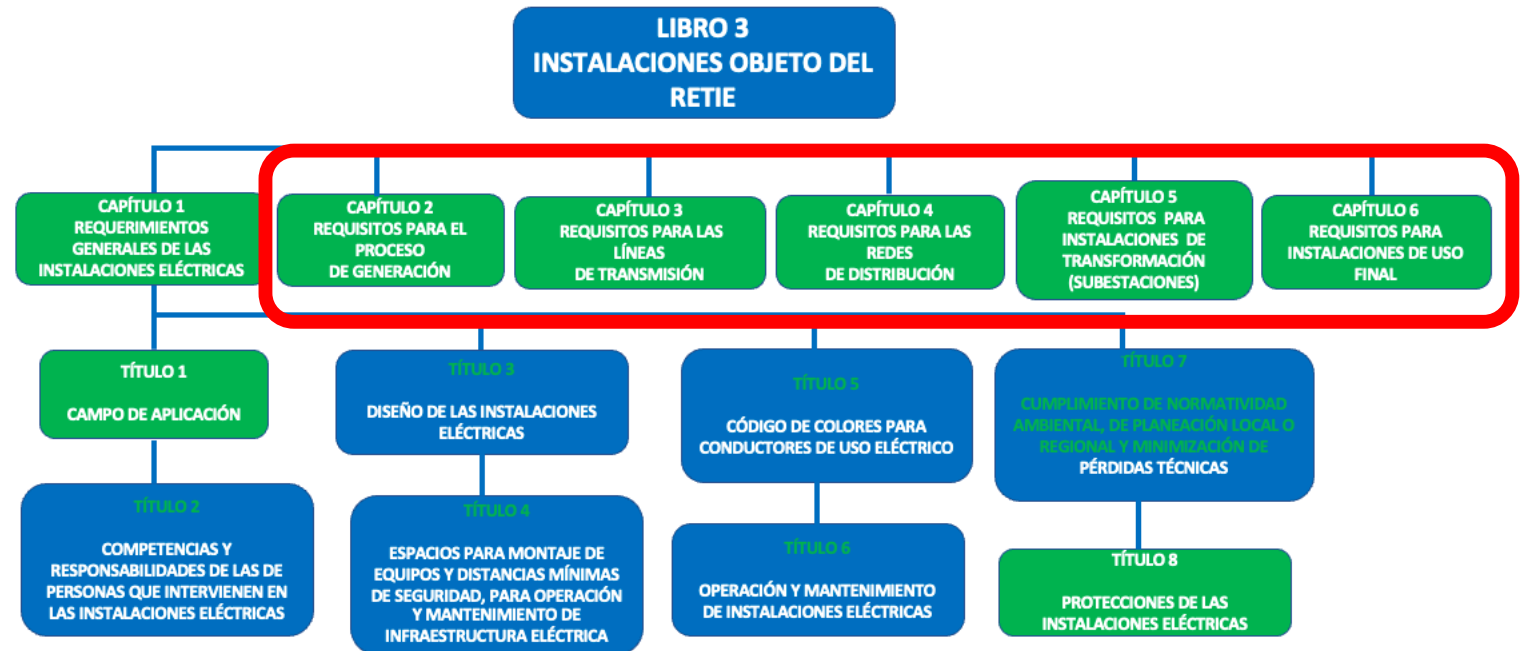 LIBRO 3
INSTALACIONES OBJETO DEL
RETIE
CAPÍTULO 1
REQUERIMIENTOS
GENERALES DE LAS
INSTALACIONES ELÉCTRICAS
CAPÍTULO 2
REQUISITOS PARA EL
PROCESO
DE GENERACIÓN
CAPÍTULO 3
REQUISITOS PARA LAS
LÍNEAS
DE TRANSMISIÓN
CAPÍTULO 4
REQUISITOS PARA LAS
REDES
DE DISTRIBUCIÓN
CAPÍTULO 5
REQUISITOS PARA
INSTALACIONES DE
TRANSFORMACIÓN
(SUBESTACIONES)
CAPÍTULO 6
REQUISITOS PARA
INSTALACIONES DE USO
FINAL
TÍTULO 1
CAMPO DE APLICACIÓN
TÍTULO 3
DISEÑO DE LAS INSTALACIONES
ELÉCTRICAS
TÍTULO 5
CÓDIGO DE COLORES PARA
CONDUCTORES DE USO ELÉCTRICO
TÍTULO 7
CUMPLIMIENTO DE NORMATIVIDAD
AMBIENTAL, DE PLANEACIÓN LOCAL O
REGIONAL Y MINIMIZACIÓN DE
PÉRDIDAS TÉCNICAS
TÍTULO 2
COMPETENCIAS Y
RESPONSABILIDADES DE LAS DE
PERSONAS QUE INTERVIENEN EN
LAS INSTALACIONES ELÉCTRICAS
TÍTULO 4
ESPACIOS PARA MONTAJE DE
EQUIPOS Y DISTANCIAS MÍNIMAS
DE SEGURIDAD, PARA OPERACIÓN
Y MANTENIMIENTO DE
INFRAESTRUCTURA ELÉCTRICA
TÍTULO 6
OPERACIÓN Y MANTENIMIENTO
DE INSTALACIONES ELÉCTRICAS
TÍTULO 8
PROTECCIONES DE LAS
INSTALACIONES ELÉCTRICAS